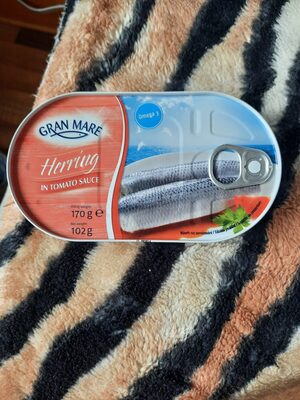 GRAN MARE
Herring
IN TOMATO SAUCE
170 g e
102 g
Omega 3